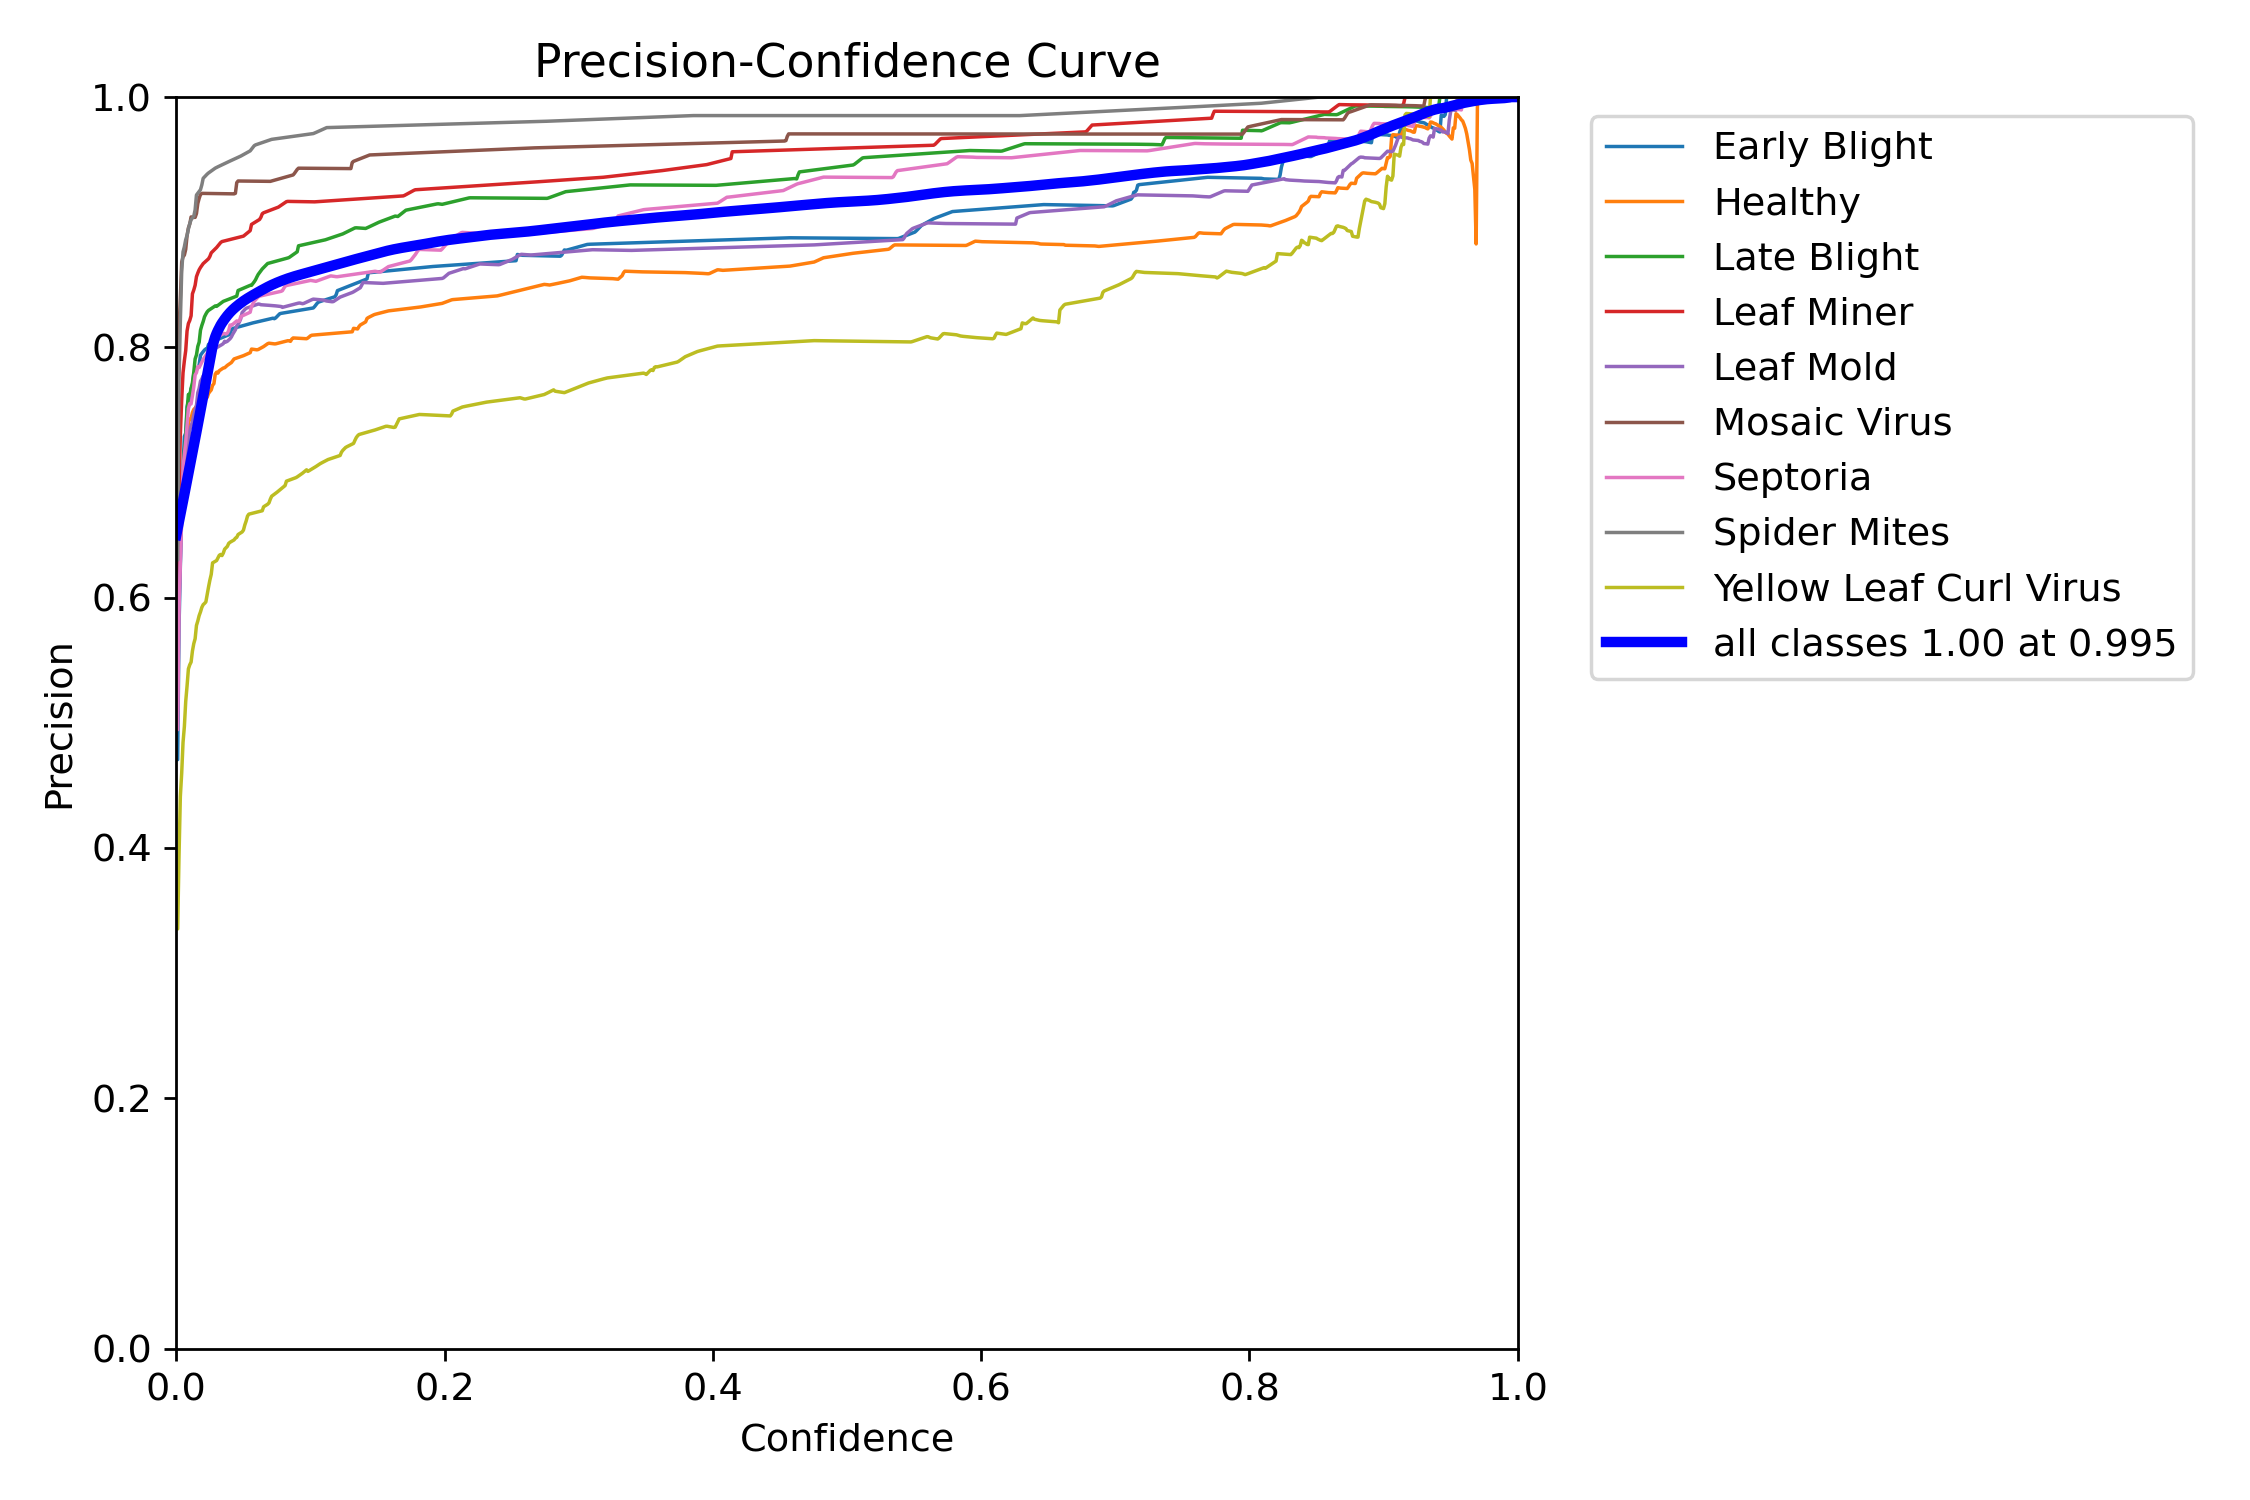 Precision-Confidence Curve
1.0
0.8
0.6
0.4
0.2
0.0
Precision
0.0 0.2 0.4 0.6 0.8 1.0
Confidence
Early Blight
Healthy
Late Blight
Leaf Miner
Leaf Mold
Mosaic Virus
Septoria
Spider Mites
Yellow Leaf Curl Virus
all classes 1.00 at 0.995